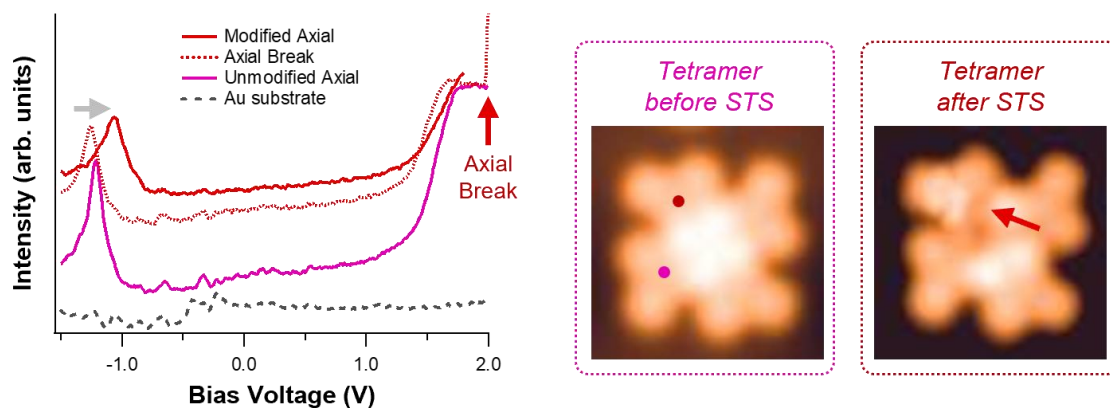 Intensity (arb. units)
Modified Axial
Axial Break
Unmodified Axial
Au substrate
Axial
Break
-1.0
0.0
1.0
2.0
Bias Voltage (V)
Tetramer
before STS
Tetramer
after STS